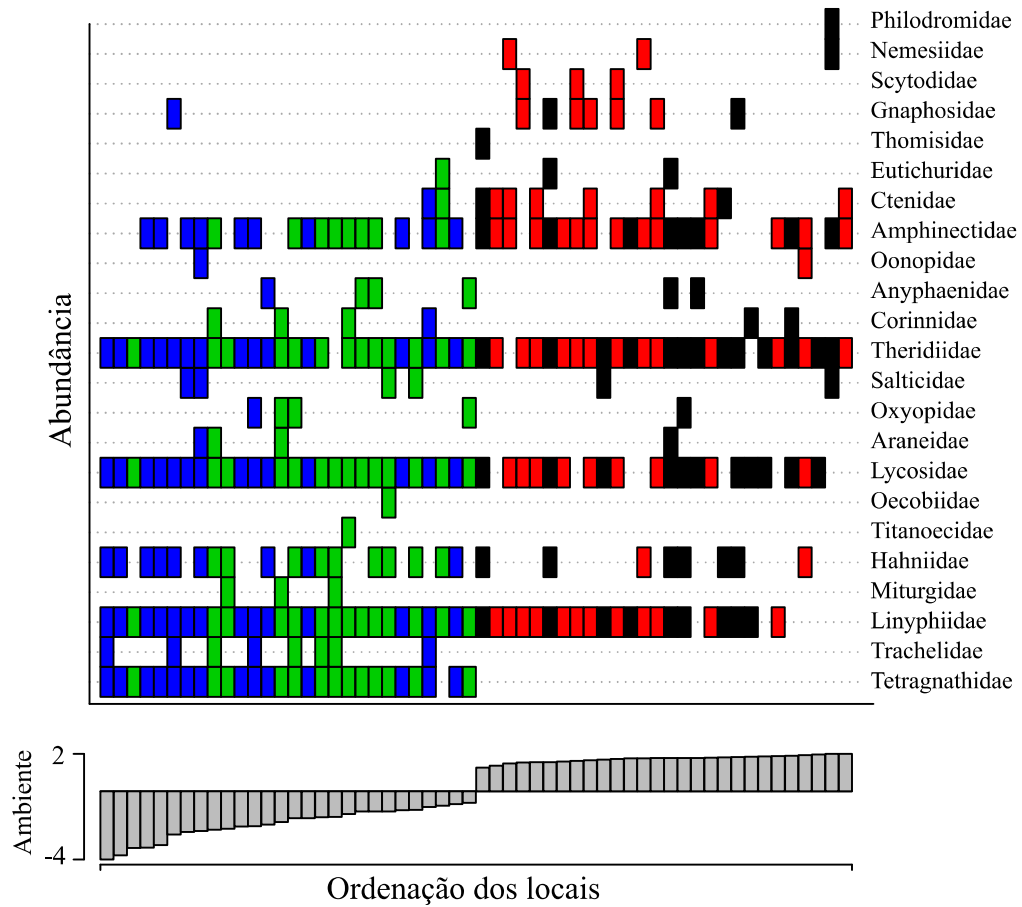 Philodromidae
Nemesiidae
Scytodidae
Gnaphosidae
Thomisidae
Eutichuridae
Ctenidae
Amphinectidae
Oonopidae
Anyphaenidae
Corinnidae
Theridiidae
Salticidae
Oxyopidae
Araneidae
Lycosidae
Oecobiidae
Titanoecidae
Hahniidae
Miturgidae
Linyphiidae
Trachelidae
Tetragnathidae
Abundância
Ambiente
2
-4
Ordenação dos locais